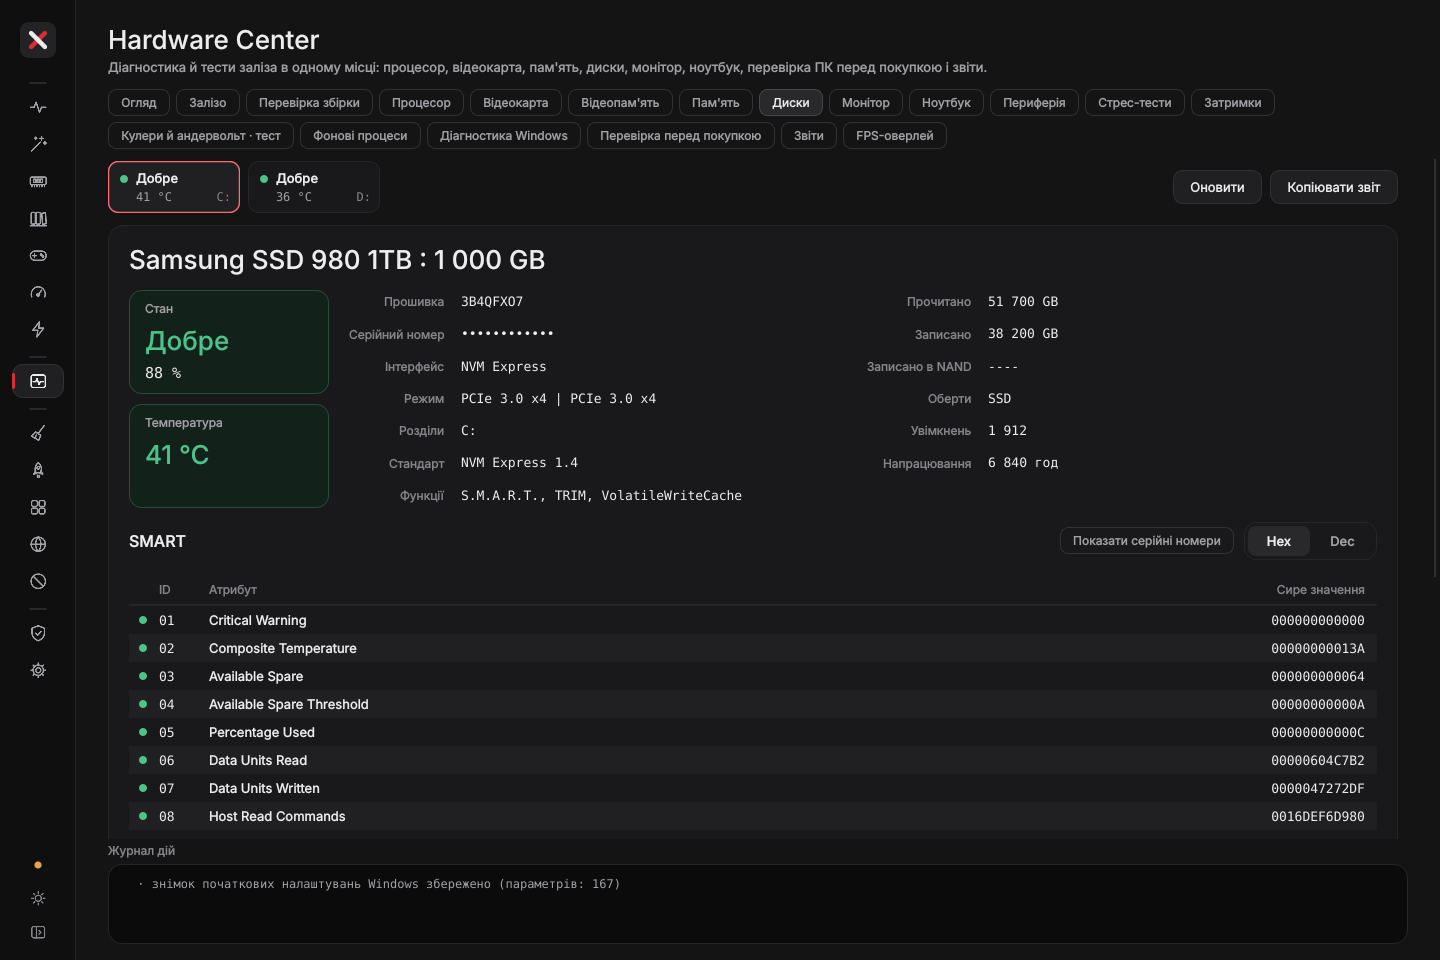 Hardware Center
Діагностика й тести заліза в одному місці: процесор, відеокарта, пам'ять, диски, монітор, ноутбук, перевірка ПК перед покупкою і звіти.
Огляд Залізо Перевірка збірки Процесор Відеокарта Відеопам'ять Пам'ять Диски Монітор Ноутбук Периферія Стрес-тести Затримки
Кулери й андервольт · тест Фонові процеси Діагностика Windows Перевірка перед покупкою Звіти FPS-оверлей
Добре Добре
41 °C C: 36 °C D:
Оновити Копіювати звіт
Samsung SSD 980 1TB : 1 000 GB
Стан
Добре
88 %
Температура
41 °C
Прошивка 3B4QFXO7
Серійний номер ••••••••••••
Інтерфейс NVM Express
Режим PCIe 3.0 x4 | PCIe 3.0 x4
Розділи C:
Стандарт NVM Express 1.4
Функції S.M.A.R.T., TRIM, VolatileWriteCache
Прочитано 51 700 GB
Записано 38 200 GB
Записано в NAND ----
Оберти SSD
Увімкнень 1 912
Напрацювання 6 840 год
SMART Показати серійні номери Hex Dec
ID Атрибут Сире значення
01 Critical Warning 000000000000
02 Composite Temperature 00000000013A
03 Available Spare 000000000064
04 Available Spare Threshold 00000000000A
05 Percentage Used 00000000000C
06 Data Units Read 00000604C7B2
07 Data Units Written 0000047272DF
08 Host Read Commands 0016DEF6D980
Журнал дій
· знімок початкових налаштувань Windows збережено (параметрів: 167)